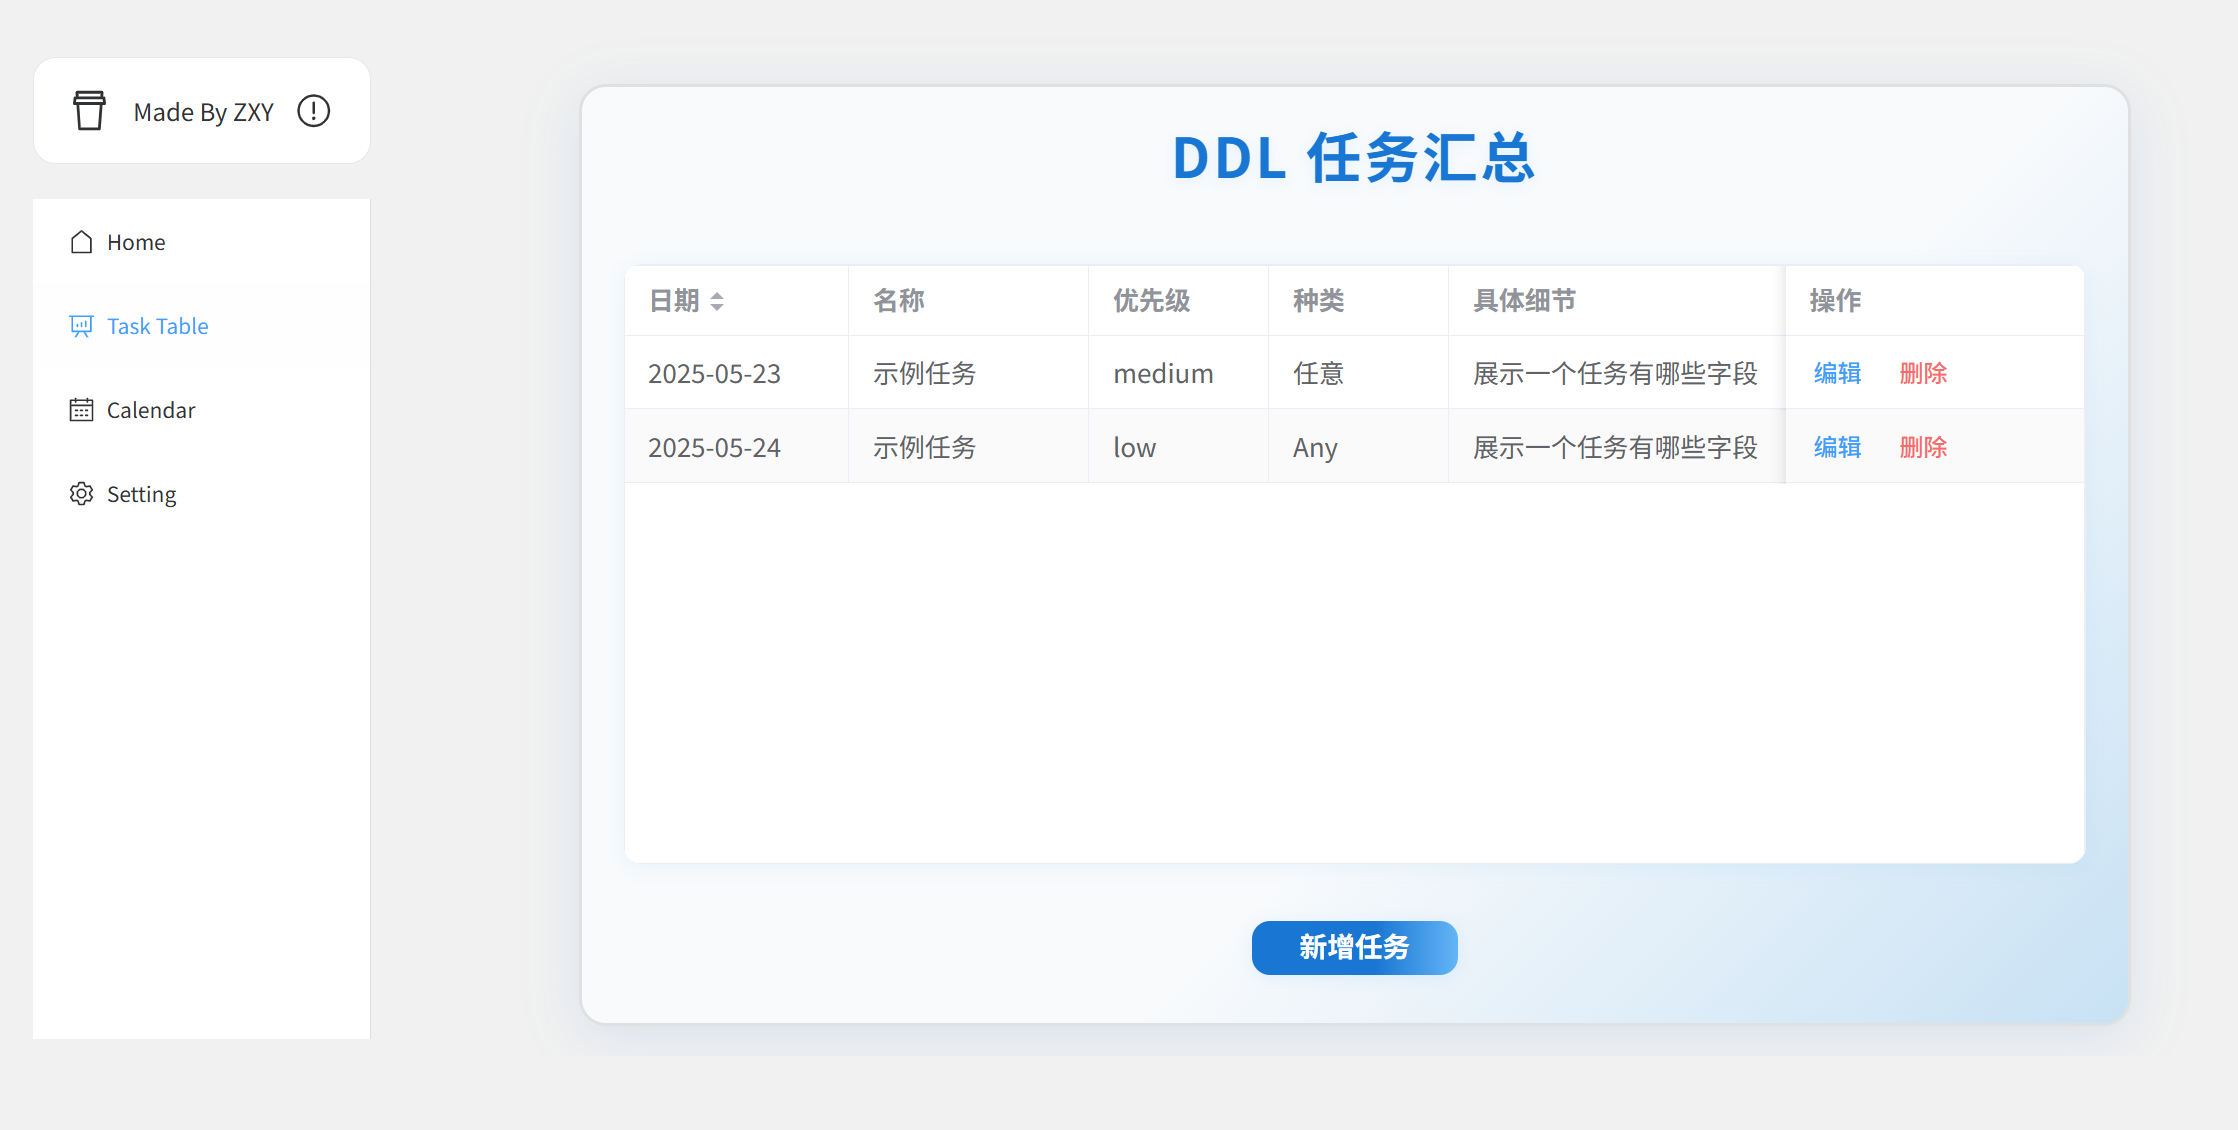 Made By ZXY
Home
Task Table
Calendar
Setting
DDL 任务汇总
日期 名称 优先级 种类 具体细节 操作
2025-05-23 示例任务 medium 任意 展示一个任务有哪些字段 编辑 删除
2025-05-24 示例任务 low Any 展示一个任务有哪些字段 编辑 删除
新增任务